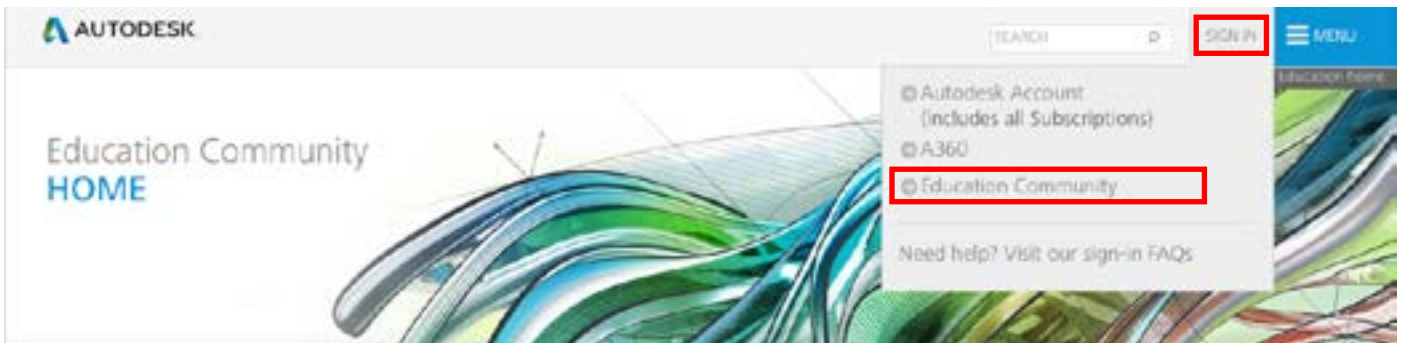 AUTODESK
SEARCH
SIGN IN
MENU
Education Home
Autodesk Account
(includes all Subscriptions)
A360
Education Community
Need help? Visit our sign-in FAQs
Education Community
HOME